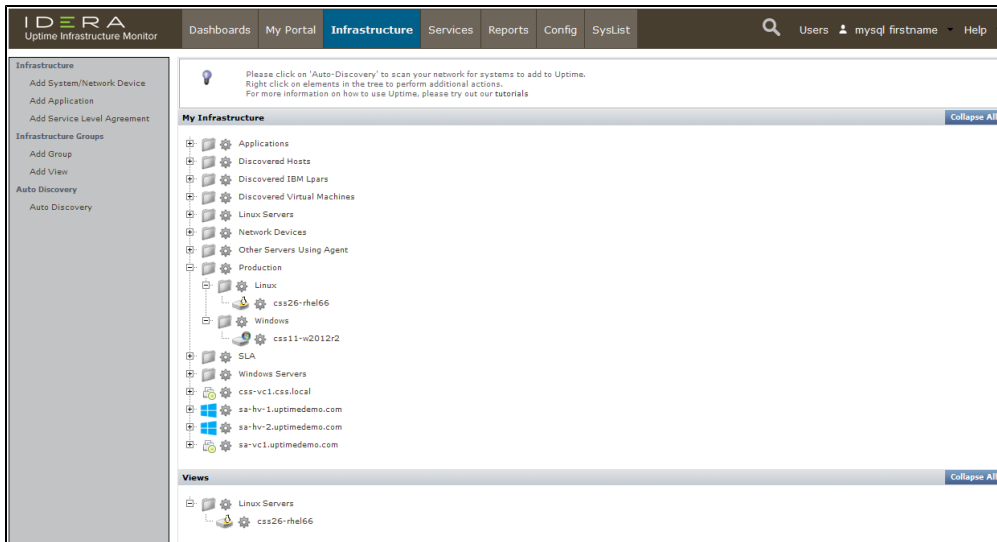 IDERA
Uptime Infrastructure Monitor
Dashboards My Portal Infrastructure Services Reports Config SysList Users mysql firstname Help
Infrastructure
Add System/Network Device
Add Application
Add Service Level Agreement
Infrastructure Groups
Add Group
Add View
Auto Discovery
Auto Discovery
Please click on 'Auto-Discovery' to scan your network for systems to add to Uptime.
Right click on elements in the tree to perform additional actions.
For more information on how to use Uptime, please try out our tutorials
My Infrastructure Collapse All
Applications
Discovered Hosts
Discovered IBM Lpars
Discovered Virtual Machines
Linux Servers
Network Devices
Other Servers Using Agent
Production
Linux
css26-rhel66
Windows
css11-w2012r2
SLA
Windows Servers
css-vc1.css.local
sa-hv-1.uptimedemo.com
sa-hv-2.uptimedemo.com
sa-vc1.uptimedemo.com
Views Collapse All
Linux Servers
css26-rhel66